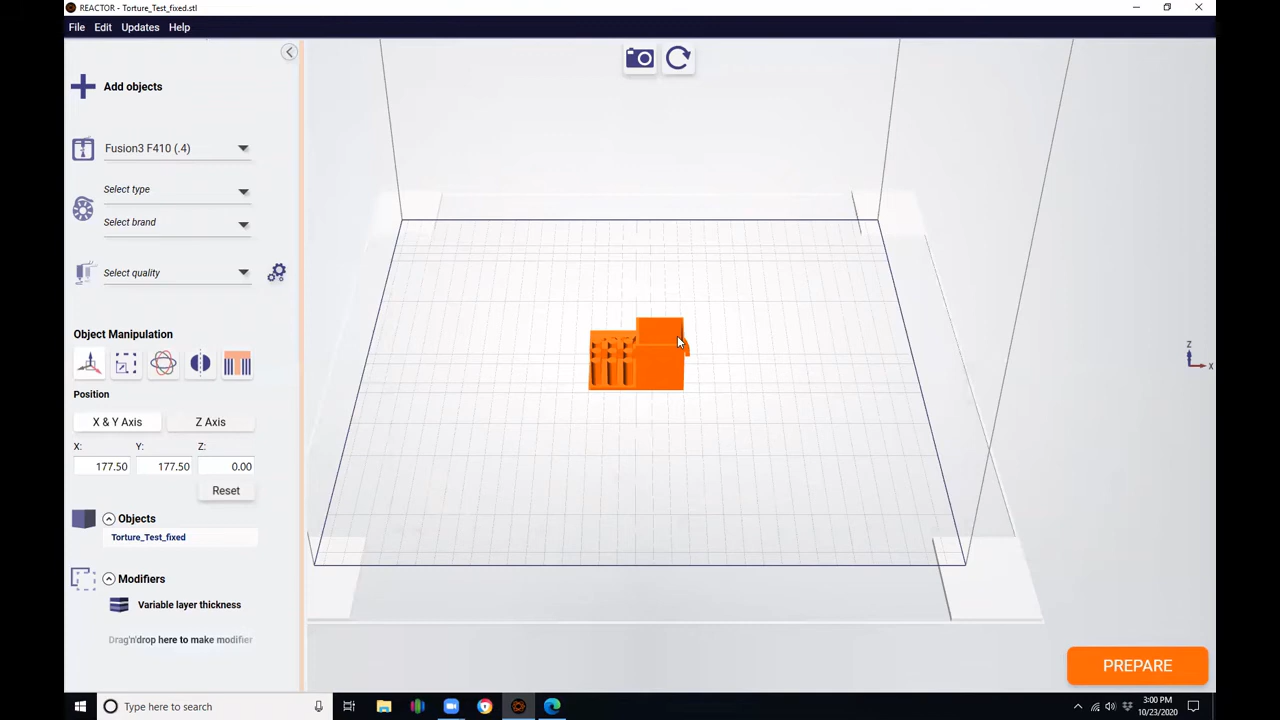 REACTOR - Torture_Test_fixed.stl
File Edit Updates Help
Add objects
Fusion3 F410 (.4)
Select type
Select brand
Select quality
Object Manipulation
Position
X & Y Axis Z Axis
X: Y: Z:
177.50 177.50 0.00
Reset
Objects
Torture_Test_fixed
Modifiers
Variable layer thickness
Drag'n'drop here to make modifier
Z
X
PREPARE
Type here to search
3:00 PM
10/23/2020